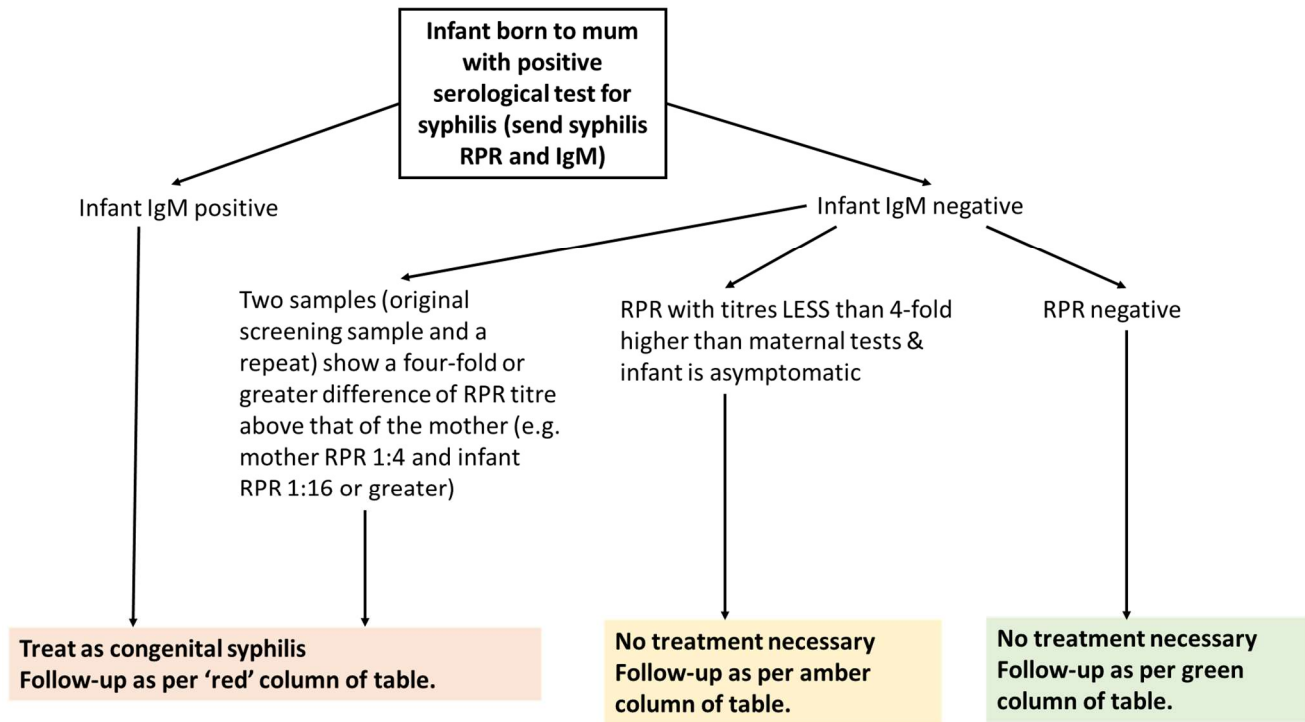 Infant born to mum
with positive
serological test for
syphilis (send syphilis
RPR and IgM)
Infant IgM positive
Infant IgM negative
Two samples (original
screening sample and a
repeat) show a four-fold or
greater difference of RPR titre
above that of the mother (e.g.
mother RPR 1:4 and infant
RPR 1:16 or greater)
RPR with titres LESS than 4-fold
higher than maternal tests &
infant is asymptomatic
RPR negative
Treat as congenital syphilis
Follow-up as per ‘red’ column of table.
No treatment necessary
Follow-up as per amber
column of table.
No treatment necessary
Follow-up as per green
column of table.